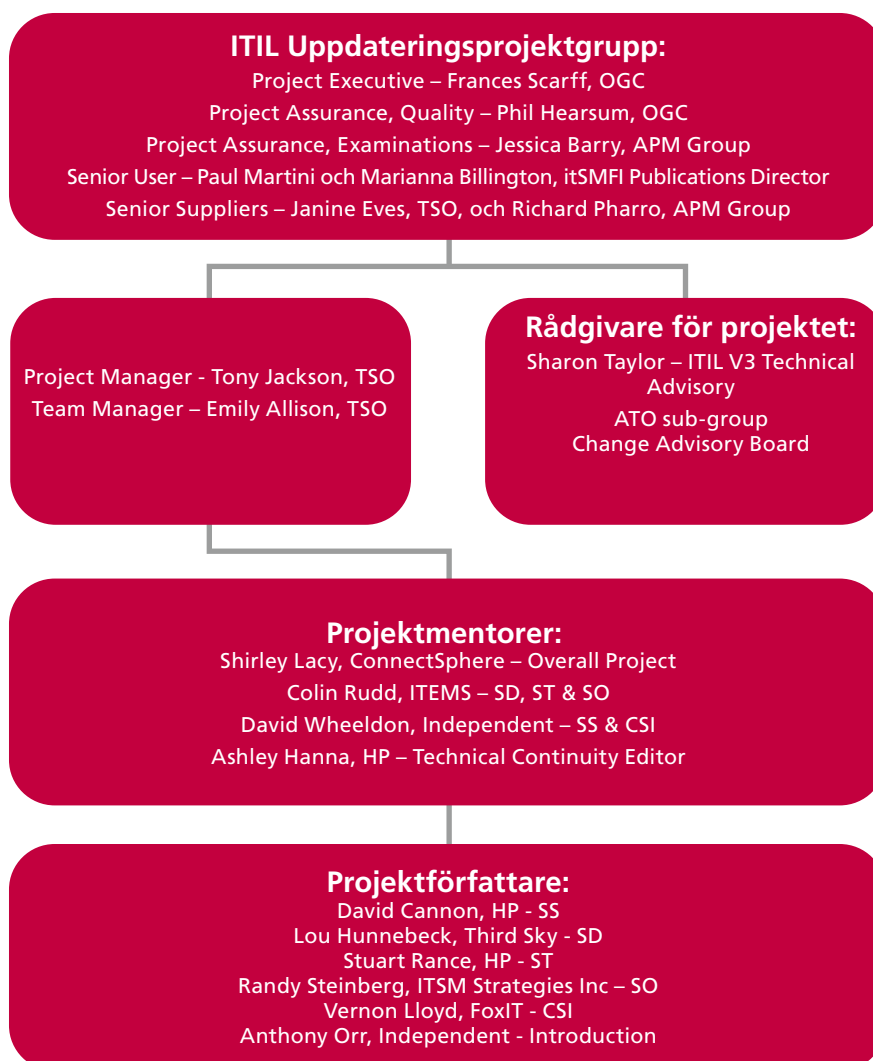 ITIL Uppdateringsprojektgrupp:
Project Executive – Frances Scarff, OGC
Project Assurance, Quality – Phil Hearsum, OGC
Project Assurance, Examinations – Jessica Barry, APM Group
Senior User – Paul Martini och Marianna Billington, itSMFI Publications Director
Senior Suppliers – Janine Eves, TSO, och Richard Pharro, APM Group
Project Manager - Tony Jackson, TSO
Team Manager – Emily Allison, TSO
Rådgivare för projektet:
Sharon Taylor – ITIL V3 Technical
Advisory
ATO sub-group
Change Advisory Board
Projektmentorer:
Shirley Lacy, ConnectSphere – Overall Project
Colin Rudd, ITEMS – SD, ST & SO
David Wheeldon, Independent – SS & CSI
Ashley Hanna, HP – Technical Continuity Editor
Projektförfattare:
David Cannon, HP - SS
Lou Hunnebeck, Third Sky - SD
Stuart Rance, HP - ST
Randy Steinberg, ITSM Strategies Inc – SO
Vernon Lloyd, FoxIT - CSI
Anthony Orr, Independent - Introduction